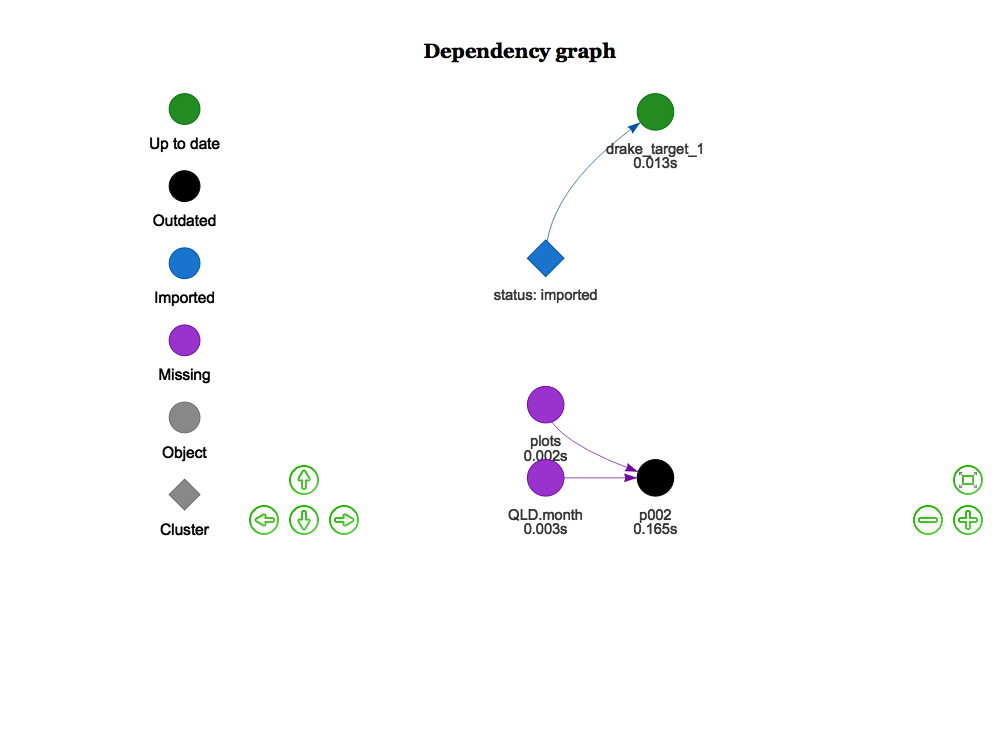 Dependency graph
Up to date
Outdated
Imported
Missing
Object
Cluster
drake_target_1
0.013s
status: imported
plots
0.002s
QLD.month
0.003s
p002
0.165s